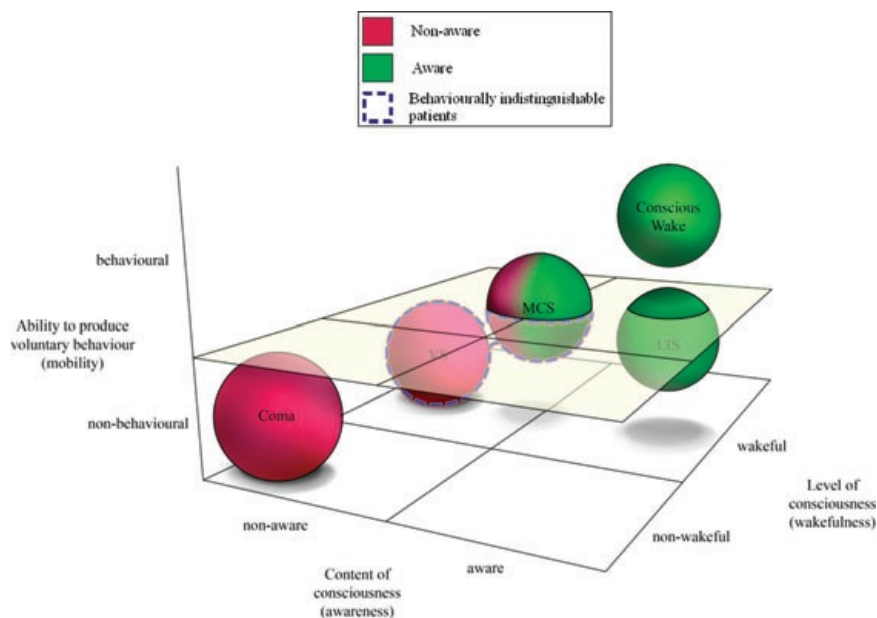 Non-aware
Aware
Behaviourally indistinguishable
patients
Conscious
Wake
behavioural
MCS
Ability to produce
voluntary behaviour
(mobility)
VS
LIS
Coma
non-behavioural
wakeful
Level of
consciousness
(wakefulness)
non-aware
non-wakeful
aware
Content of
consciousness
(awareness)